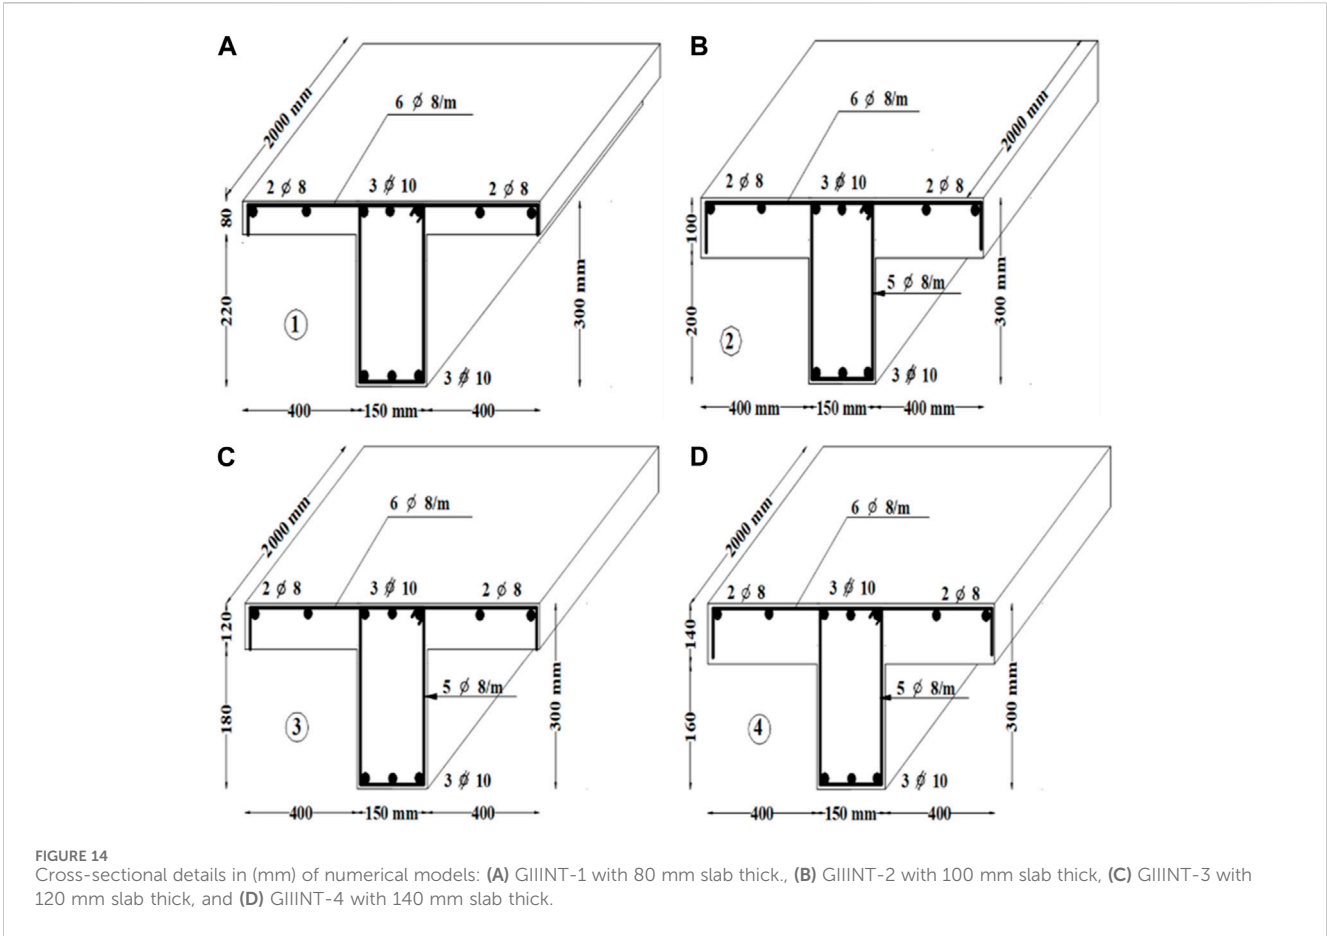 A
2000 mm
6 ϕ 8/m
2 ϕ 8
3 ϕ 10
2 ϕ 8
80
220
300 mm
1
3 ϕ 10
400
150 mm
400
B
2000 mm
6 ϕ 8/m
2 ϕ 8
3 ϕ 10
2 ϕ 8
100
200
5 ϕ 8/m
300 mm
2
3 ϕ 10
400 mm
150 mm
400 mm
C
2000 mm
6 ϕ 8/m
2 ϕ 8
3 ϕ 10
2 ϕ 8
120
180
5 ϕ 8/m
300 mm
3
3 ϕ 10
400
150 mm
400
D
2000 mm
6 ϕ 8/m
2 ϕ 8
3 ϕ 10
2 ϕ 8
140
160
5 ϕ 8/m
300 mm
4
3 ϕ 10
400
150 mm
400
FIGURE 14
Cross-sectional details in (mm) of numerical models: (A) GIIINT-1 with 80 mm slab thick., (B) GIIINT-2 with 100 mm slab thick, (C) GIIINT-3 with
120 mm slab thick, and (D) GIIINT-4 with 140 mm slab thick.